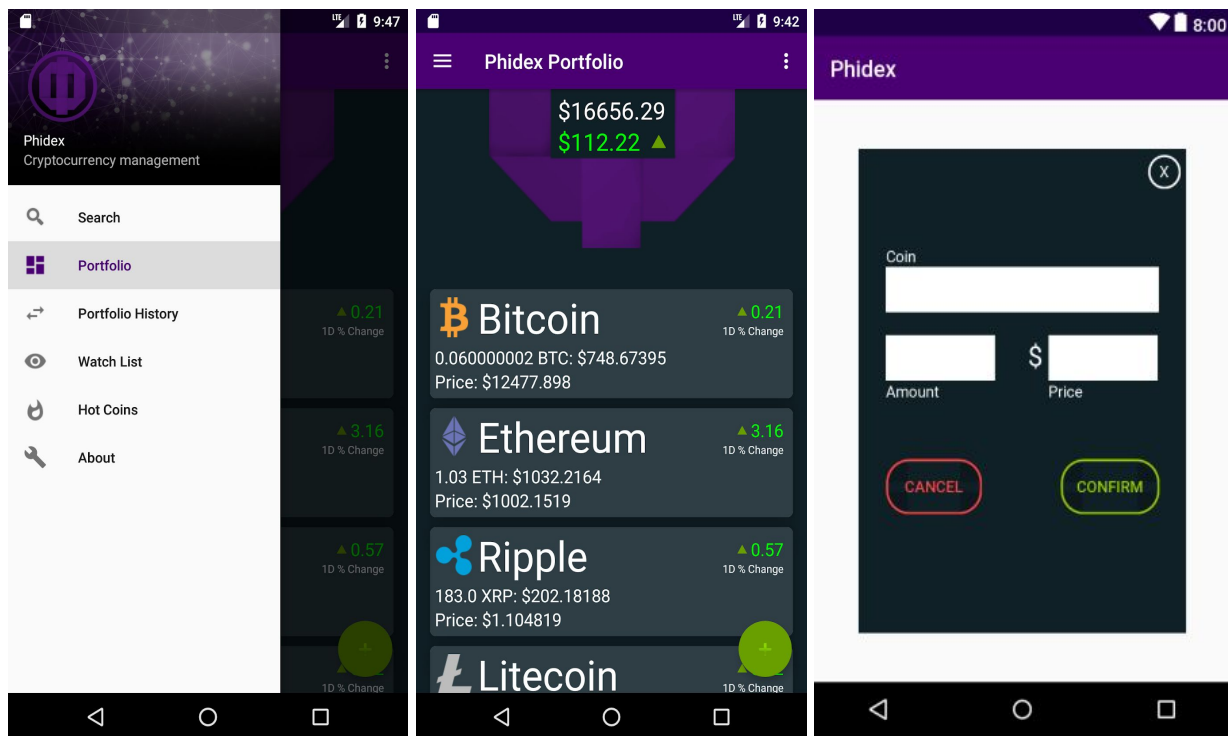 LTE 9:47
Phidex
Cryptocurrency management
Search
Portfolio
Portfolio History
Watch List
Hot Coins
About
0.21
1D % Change
3.16
1D % Change
0.57
1D % Change
1D % Change
LTE 9:42
Phidex Portfolio
$16656.29
$112.22
Bitcoin
0.21
1D % Change
0.060000002 BTC: $748.67395
Price: $12477.898
Ethereum
3.16
1D % Change
1.03 ETH: $1032.2164
Price: $1002.1519
Ripple
0.57
1D % Change
183.0 XRP: $202.18188
Price: $1.104819
Litecoin
1D % Change
8:00
Phidex
X
Coin
$
Amount Price
CANCEL CONFIRM